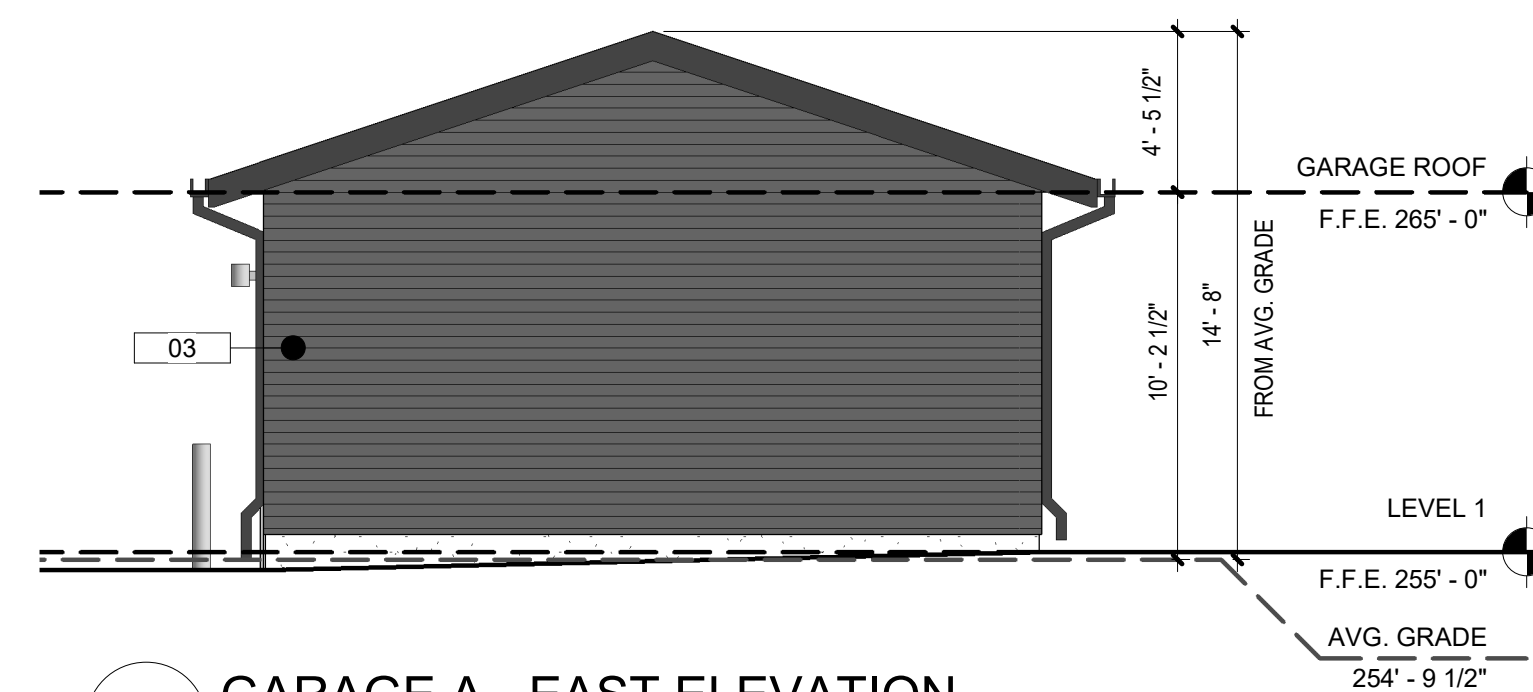 4' - 5 1/2"
GARAGE ROOF
F.F.E. 265' - 0"
10' - 2 1/2"
14' - 8"
FROM AVG. GRADE
03
LEVEL 1
F.F.E. 255' - 0"
AVG. GRADE
254' - 9 1/2"
GARAGE A - EAST ELEVATION